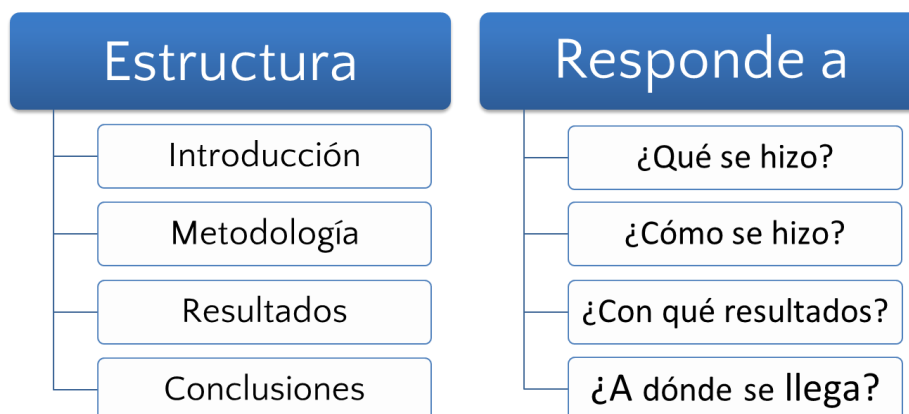 Estructura
Introducción
Metodología
Resultados
Conclusiones
Responde a
¿Qué se hizo?
¿Cómo se hizo?
¿Con qué resultados?
¿A dónde se llega?